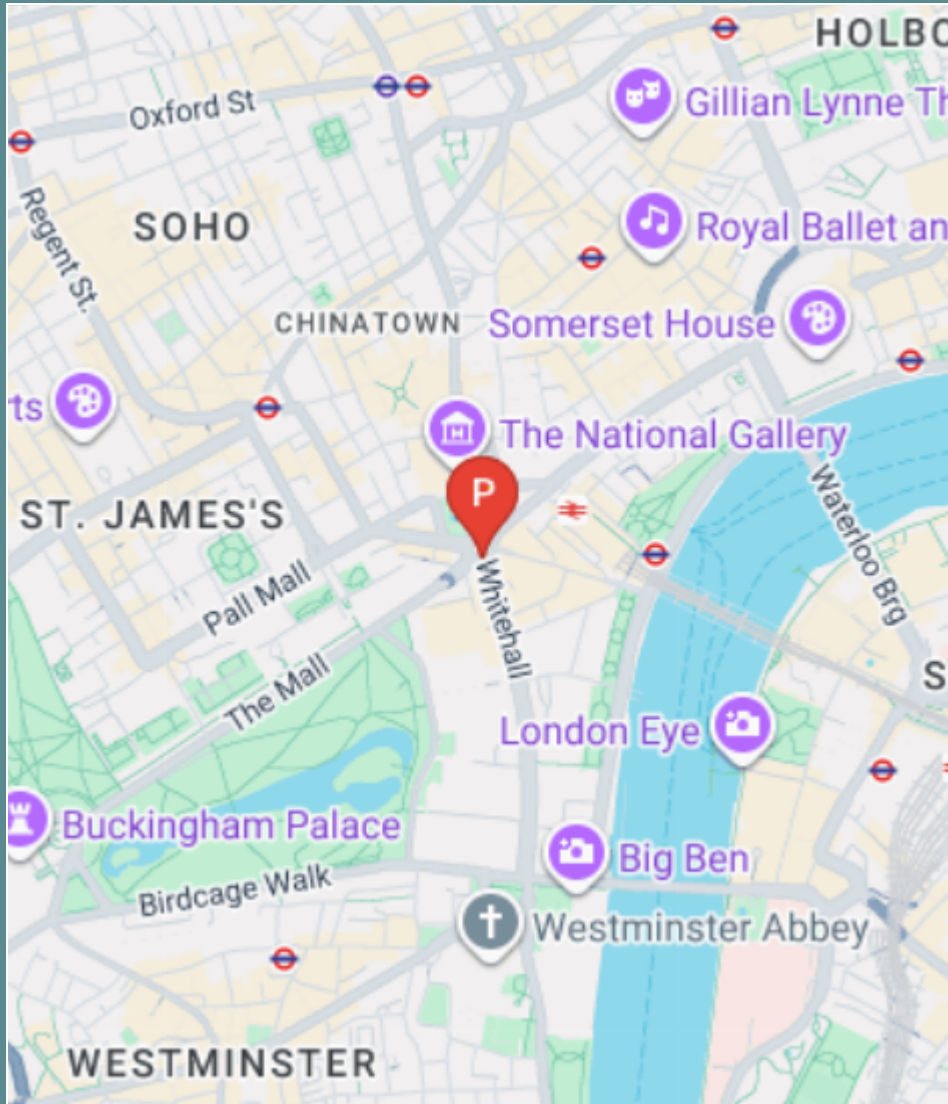 HOLBO
Oxford St
Gillian Lynne Th
Regent St.
SOHO
Royal Ballet an
CHINATOWN
Somerset House
rts
The National Gallery
P
ST. JAMES'S
Waterloo Brg
Pall Mall
Whitehall
The Mall
S
London Eye
Buckingham Palace
Big Ben
Birdcage Walk
Westminster Abbey
WESTMINSTER